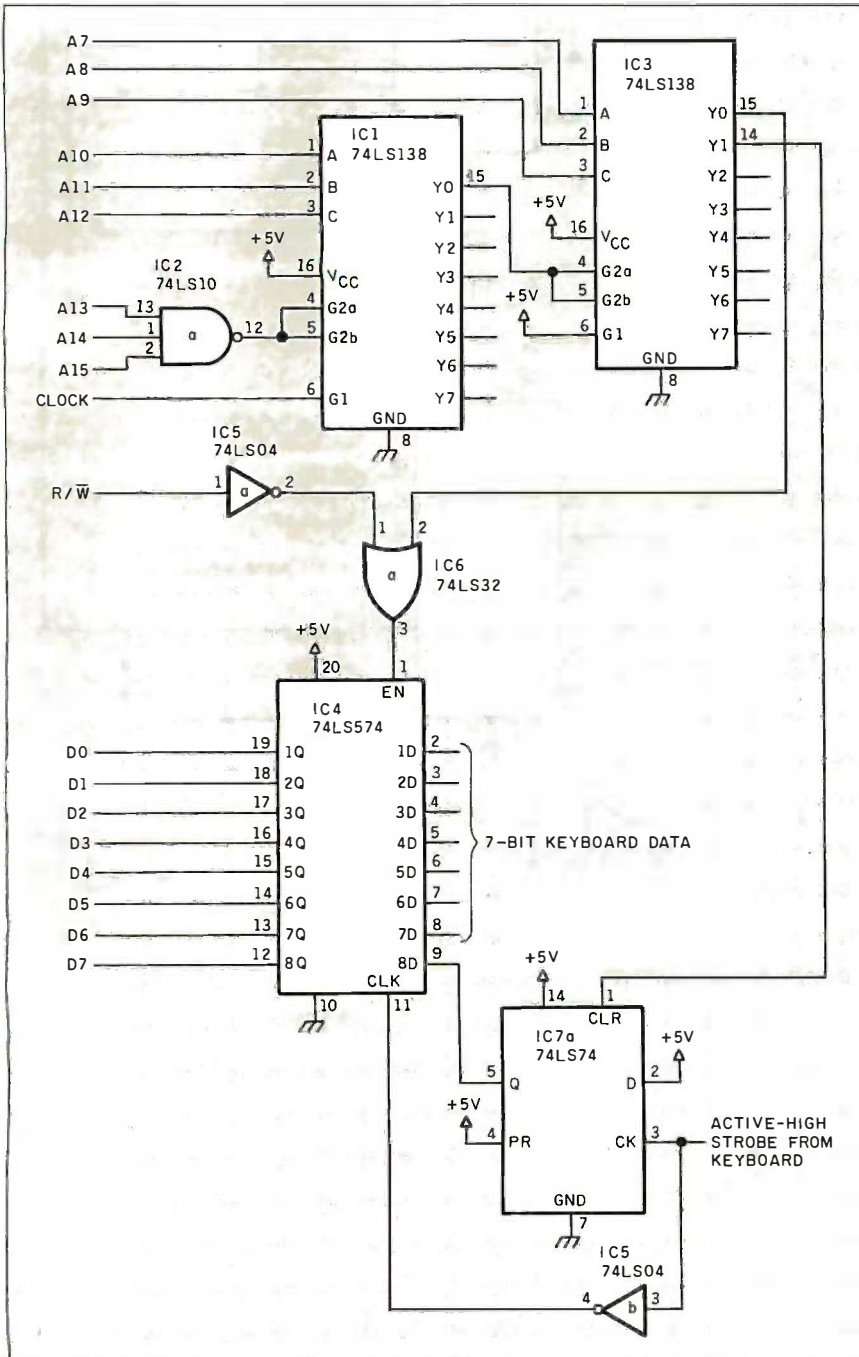 A7
A8
A9
A10
A11
A12
IC2
74LS10
A13 13
A14 1
A15 2
a
12
CLOCK
IC1
74LS138
1 A
2 B
3 C
+5V
16 VCC
4 G2a
5 G2b
6 G1
GND
8
Y0 15
Y1
Y2
Y3
Y4
Y5
Y6
Y7
IC3
74LS138
1 A
2 B
3 C
+5V
16 VCC
4 G2a
5 G2b
+5V
6 G1
GND
8
Y0 15
Y1 14
Y2
Y3
Y4
Y5
Y6
Y7
IC5
74LS04
R/W̅ 1 a 2
1 2
a
IC6
74LS32
3
+5V
20 1
EN
IC4
74LS574
D0 19 1Q 1D 2
D1 18 2Q 2D 3
D2 17 3Q 3D 4
D3 16 4Q 4D 5
D4 15 5Q 5D 6
D5 14 6Q 6D 7
D6 13 7Q 7D 8
D7 12 8Q 8D 9
CLK
10 11
7-BIT KEYBOARD DATA
+5V
14 1
CLR
IC7a
74LS74
+5V
5 Q D 2
+5V
4 PR CK 3
GND
7
ACTIVE-HIGH
STROBE FROM
KEYBOARD
IC5
74LS04
4 b 3